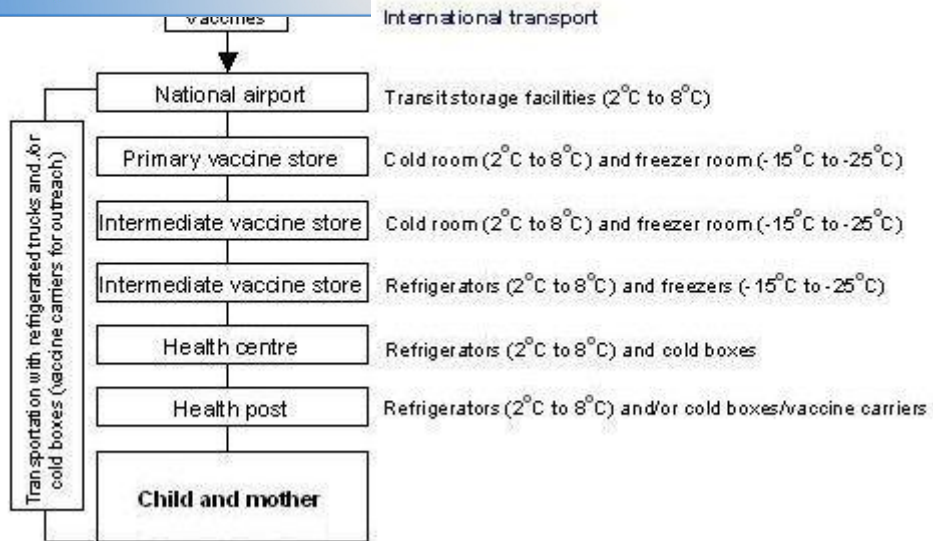 vaccines
International transport
National airport
Transit storage facilities (2°C to 8°C)
Primary vaccine store
Cold room (2°C to 8°C) and freezer room (-15°C to -25°C)
Intermediate vaccine store
Cold room (2°C to 8°C) and freezer room (-15°C to -25°C)
Intermediate vaccine store
Refrigerators (2°C to 8°C) and freezers (-15°C to -25°C)
Health centre
Refrigerators (2°C to 8°C) and cold boxes
Health post
Refrigerators (2°C to 8°C) and/or cold boxes/vaccine carriers
Child and mother
Transportation with refrigerated trucks and /or
cold boxes (vaccine carriers for outreach)